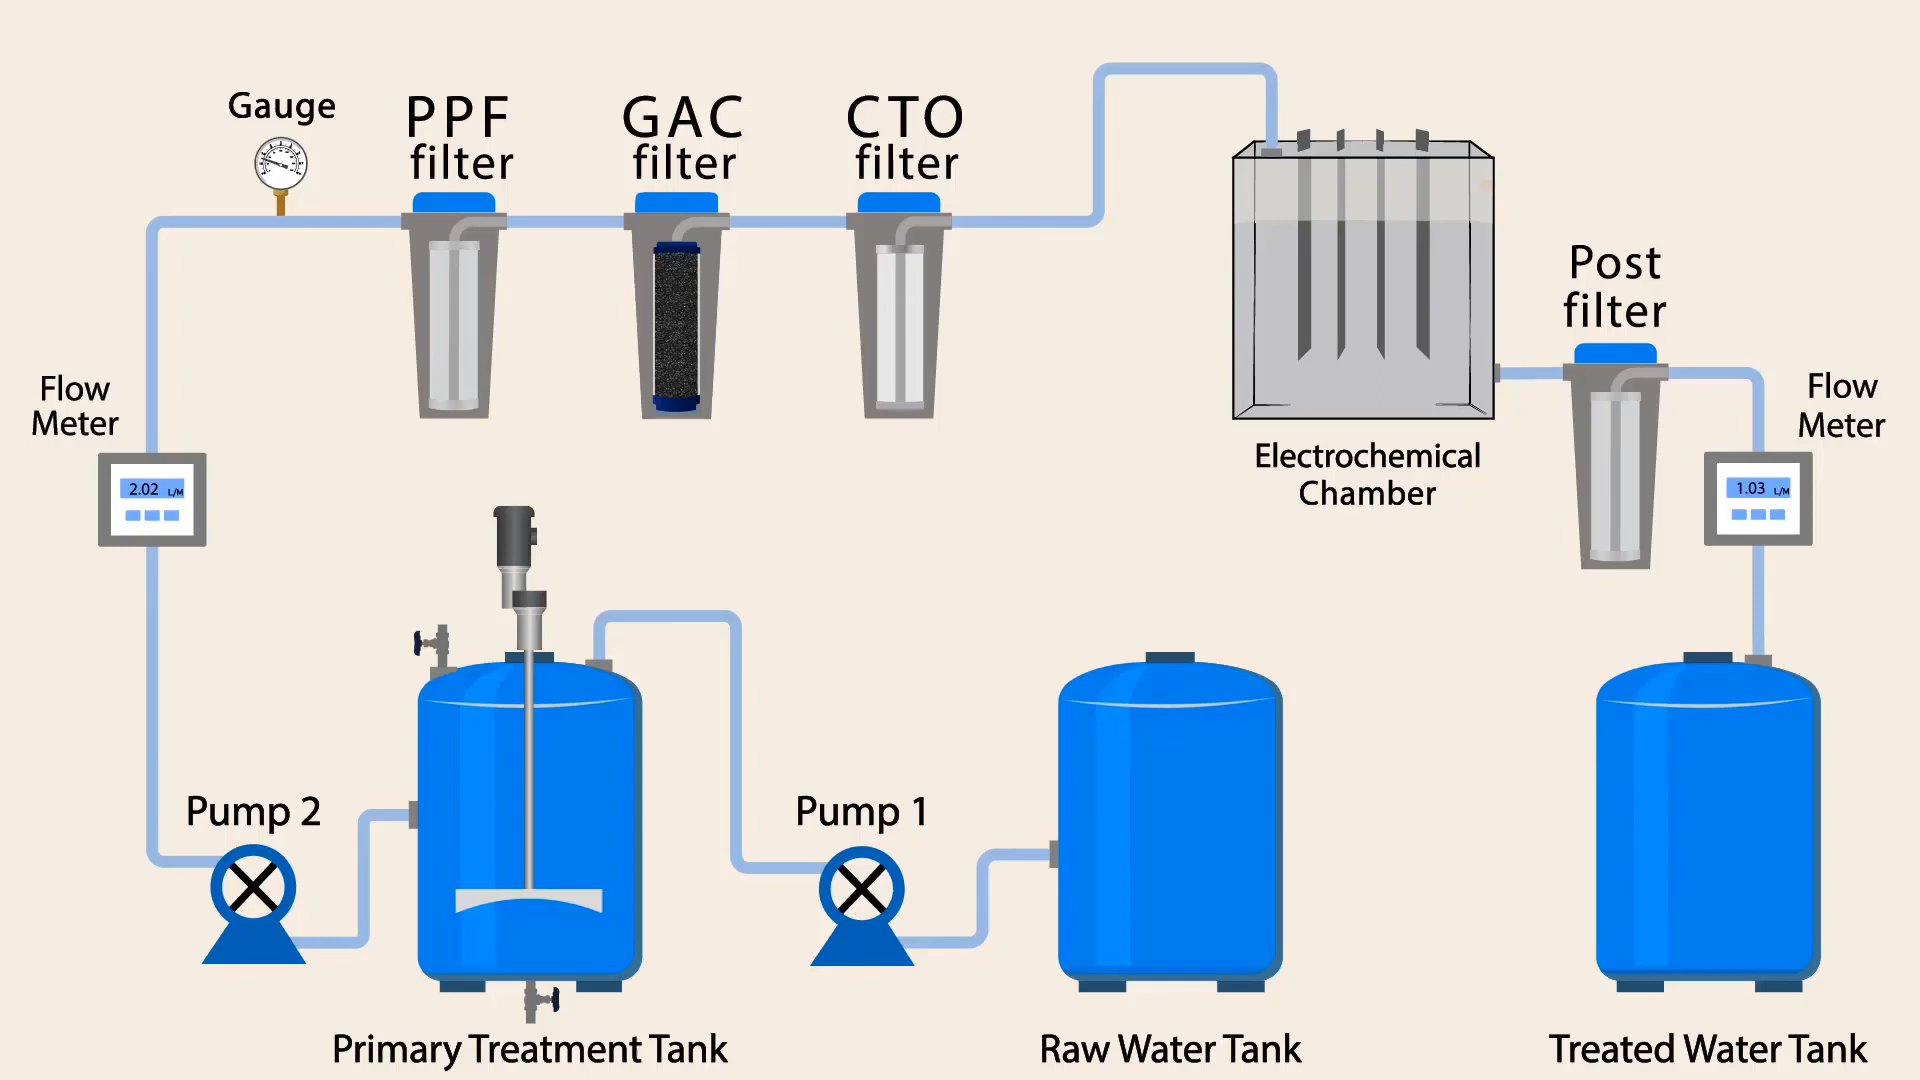 Gauge
PPF
filter
GAC
filter
CTO
filter
Post
filter
Flow
Meter
Flow
Meter
Electrochemical
Chamber
2.02 L/M
1.03 L/M
Pump 2
Pump 1
Primary Treatment Tank
Raw Water Tank
Treated Water Tank